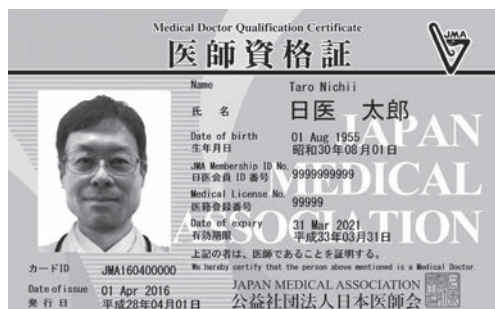 Medical Doctor Qualification Certificate
医師資格証
JMA
Name Taro Nichii
氏 名 日医 太郎
Date of birth 01 Aug 1955
生年月日 昭和30年08月01日
JMA Membership ID No.
日医会員 ID 番号 9999999999
Medical License No.
医籍登録番号 99999
Date of expiry 31 Mar 2021
有効期限 平成33年03月31日
JAPAN
MEDICAL
ASSOCIATION
上記の者は、医師であることを証明する。
We hereby certify that the person above mentioned is a Medical Doctor.
カードID JMA160400000
Date of issue 01 Apr 2016
発行日 平成28年04月01日
JAPAN MEDICAL ASSOCIATION
公益社団法人日本医師会